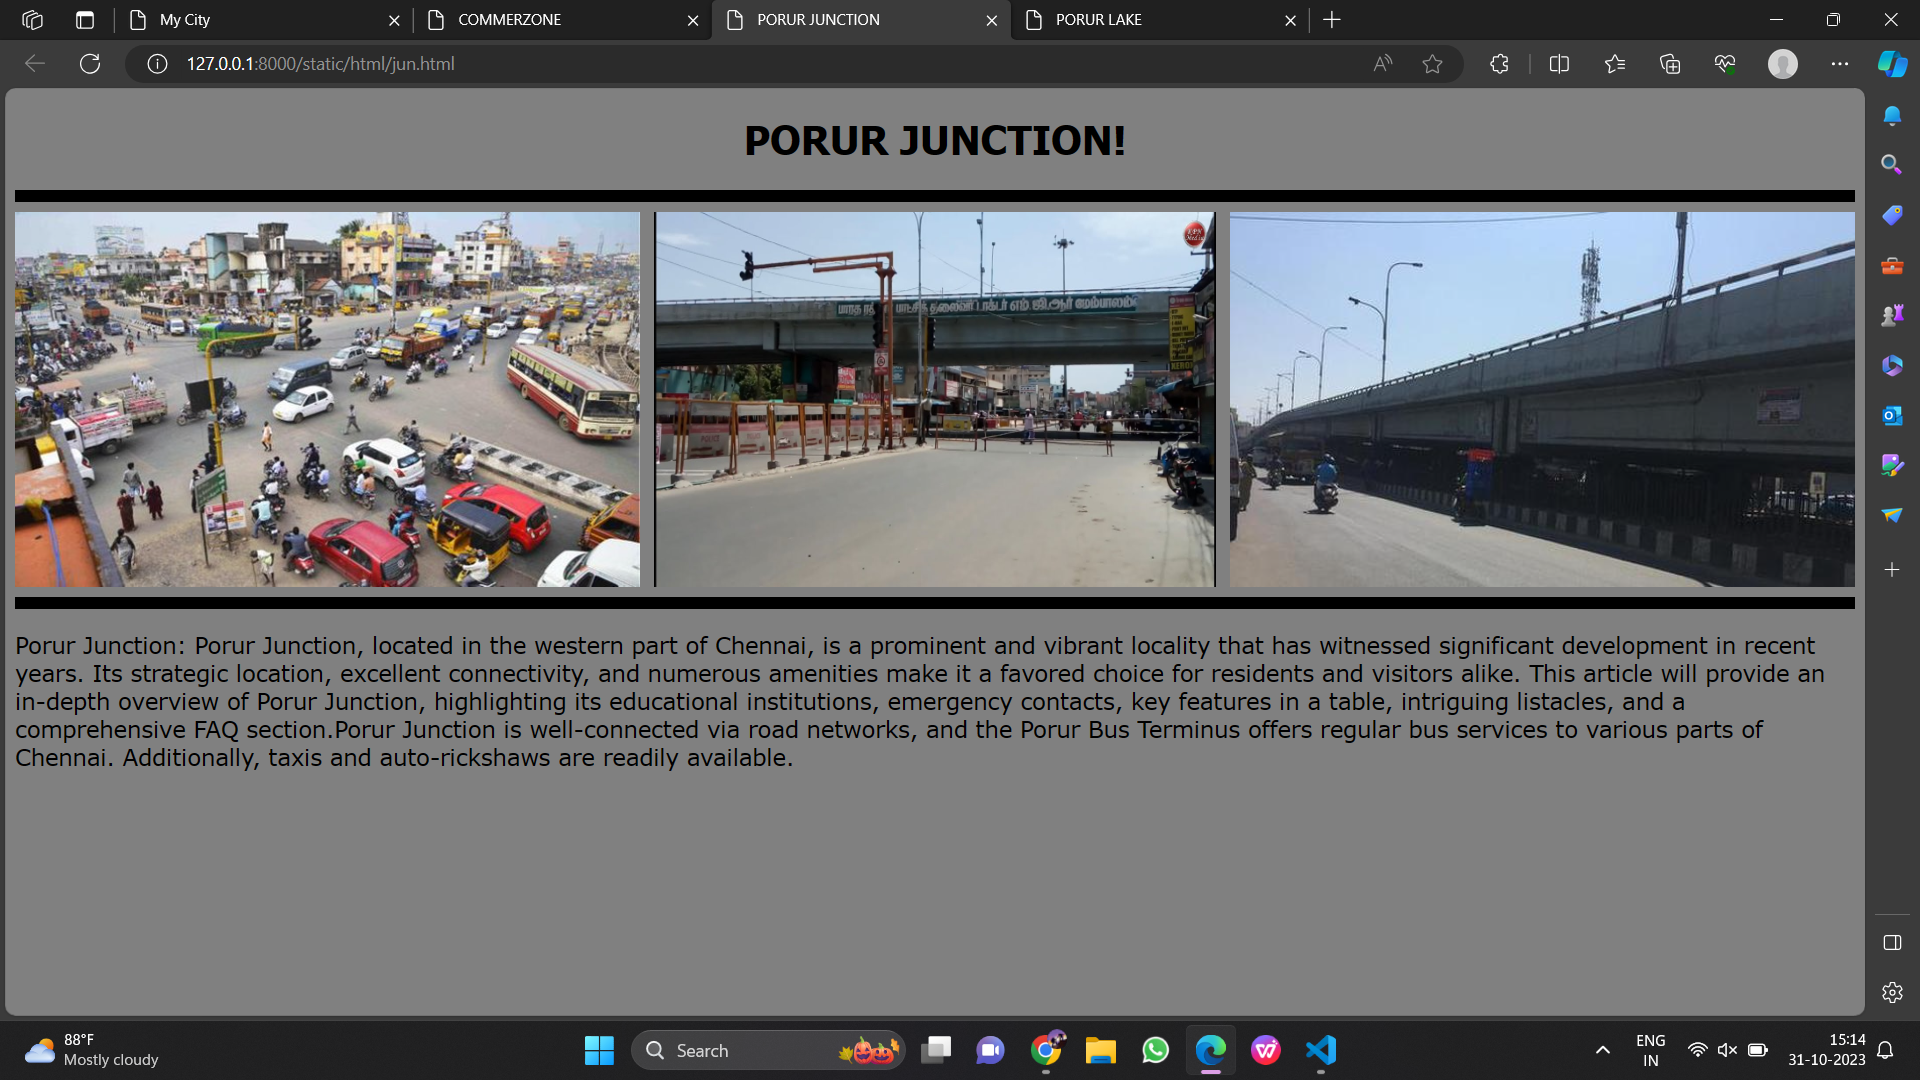 My City
COMMERZONE
PORUR JUNCTION
PORUR LAKE
127.0.0.1:8000/static/html/jun.html
PORUR JUNCTION!
POLICE
Porur Junction: Porur Junction, located in the western part of Chennai, is a prominent and vibrant locality that has witnessed significant development in recent
years. Its strategic location, excellent connectivity, and numerous amenities make it a favored choice for residents and visitors alike. This article will provide an
in-depth overview of Porur Junction, highlighting its educational institutions, emergency contacts, key features in a table, intriguing listacles, and a
comprehensive FAQ section.Porur Junction is well-connected via road networks, and the Porur Bus Terminus offers regular bus services to various parts of
Chennai. Additionally, taxis and auto-rickshaws are readily available.
88°F
Mostly cloudy
Search
ENG
IN
15:14
31-10-2023